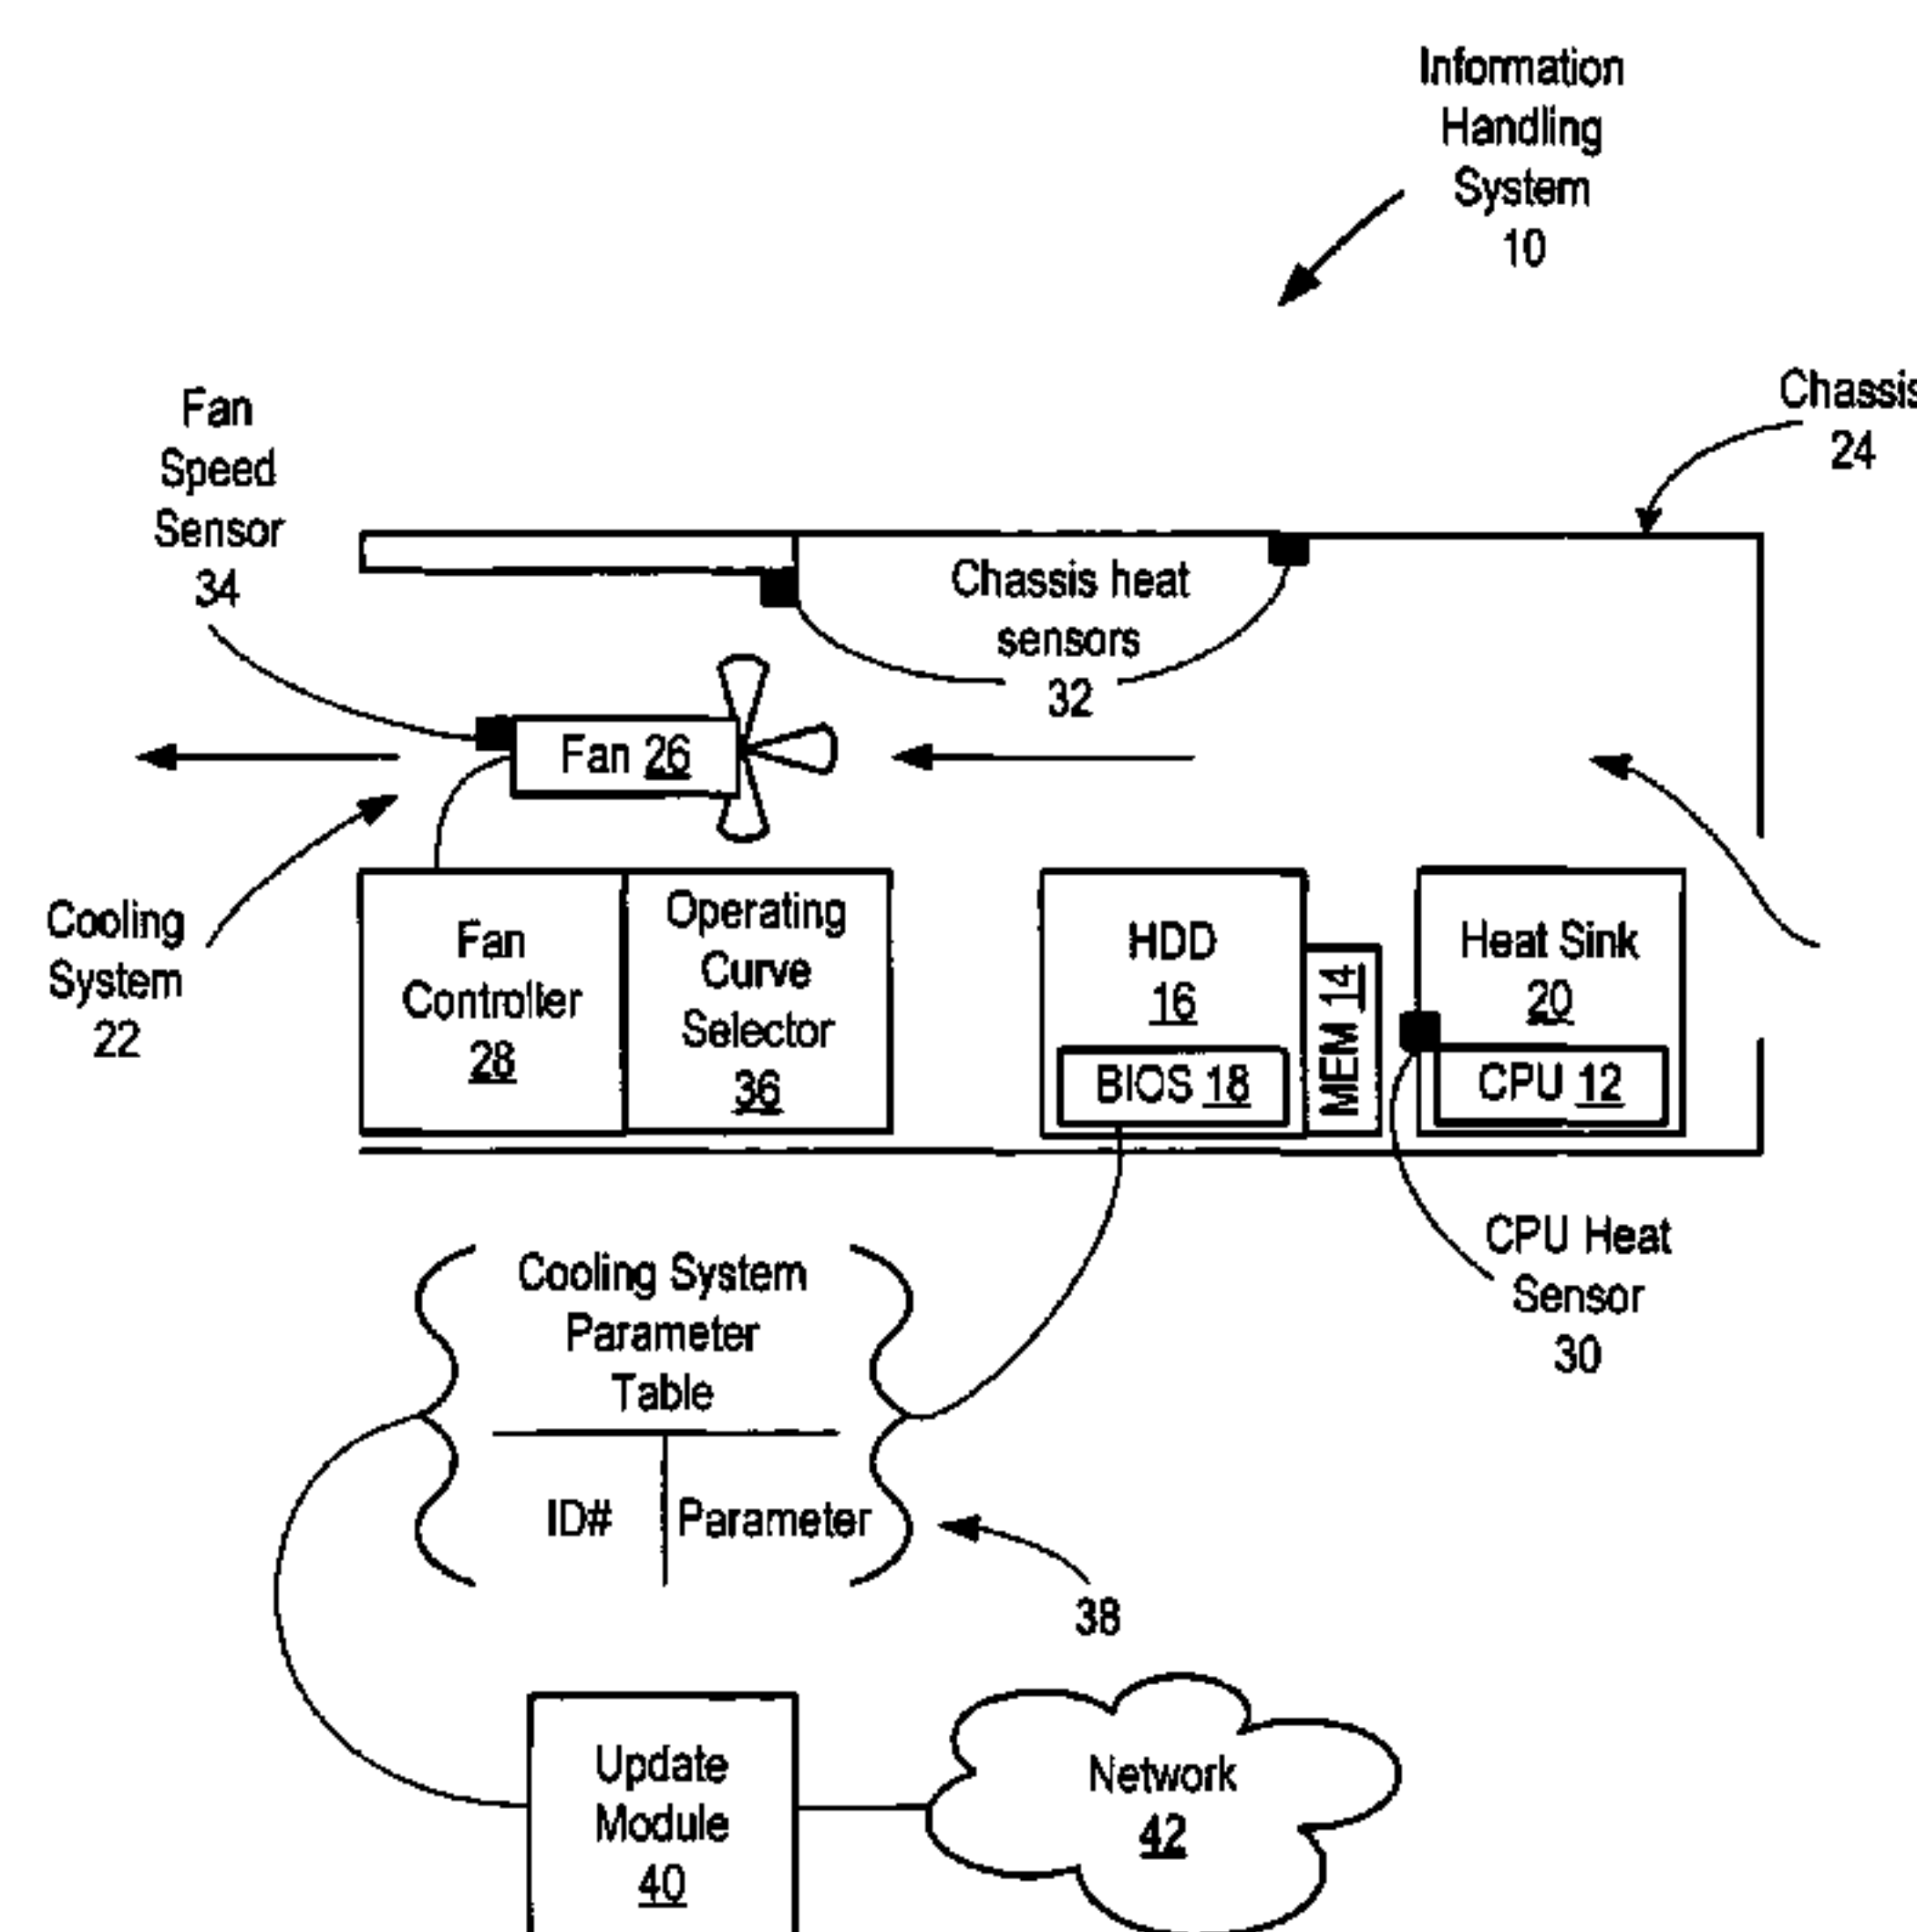 Information
Handling
System
10
Chassis
24
Fan
Speed
Sensor
34
Chassis heat
sensors
32
Fan 26
Cooling
System
22
Fan
Controller
28
Operating
Curve
Selector
36
HDD
16
BIOS 18
MEM 14
Heat Sink
20
CPU 12
CPU Heat
Sensor
30
Cooling System
Parameter
Table
ID#
Parameter
38
Update
Module
40
Network
42